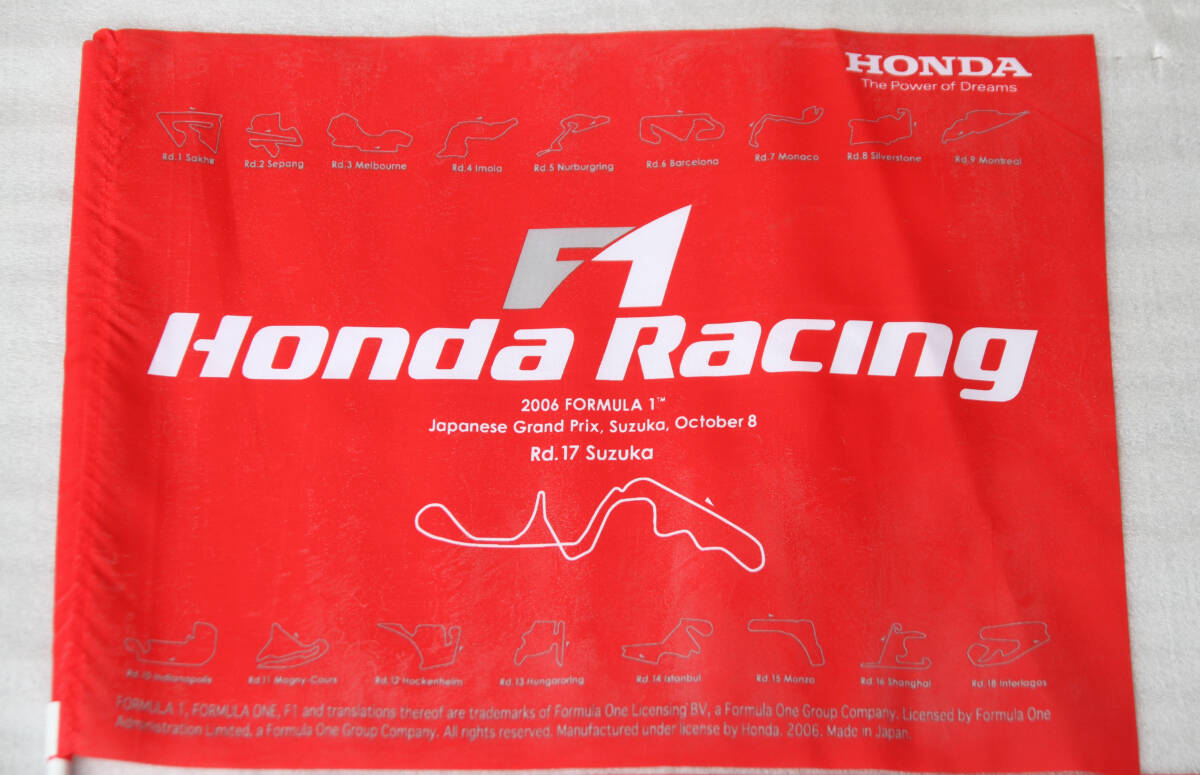 HONDA
The Power of Dreams
Rd.1 Sakhir
Rd.2 Sepang
Rd.3 Melbourne
Rd.4 Imola
Rd.5 Nurburgring
Rd.6 Barcelona
Rd.7 Monaco
Rd.8 Silverstone
Rd.9 Montreal
F1
Honda Racing
2006 FORMULA 1™
Japanese Grand Prix, Suzuka, October 8
Rd.17 Suzuka
Rd.10 Indianapolis
Rd.11 Magny-Cours
Rd.12 Hockenheim
Rd.13 Hungaroring
Rd.14 Istanbul
Rd.15 Monza
Rd.16 Shanghai
Rd.18 Interlagos
FORMULA 1, FORMULA ONE, F1 and translations thereof are trademarks of Formula One Licensing BV, a Formula One Group Company. Licensed by Formula One
Administration Limited, a Formula One Group Company. All rights reserved. Manufactured under license by Honda. 2006. Made in Japan.